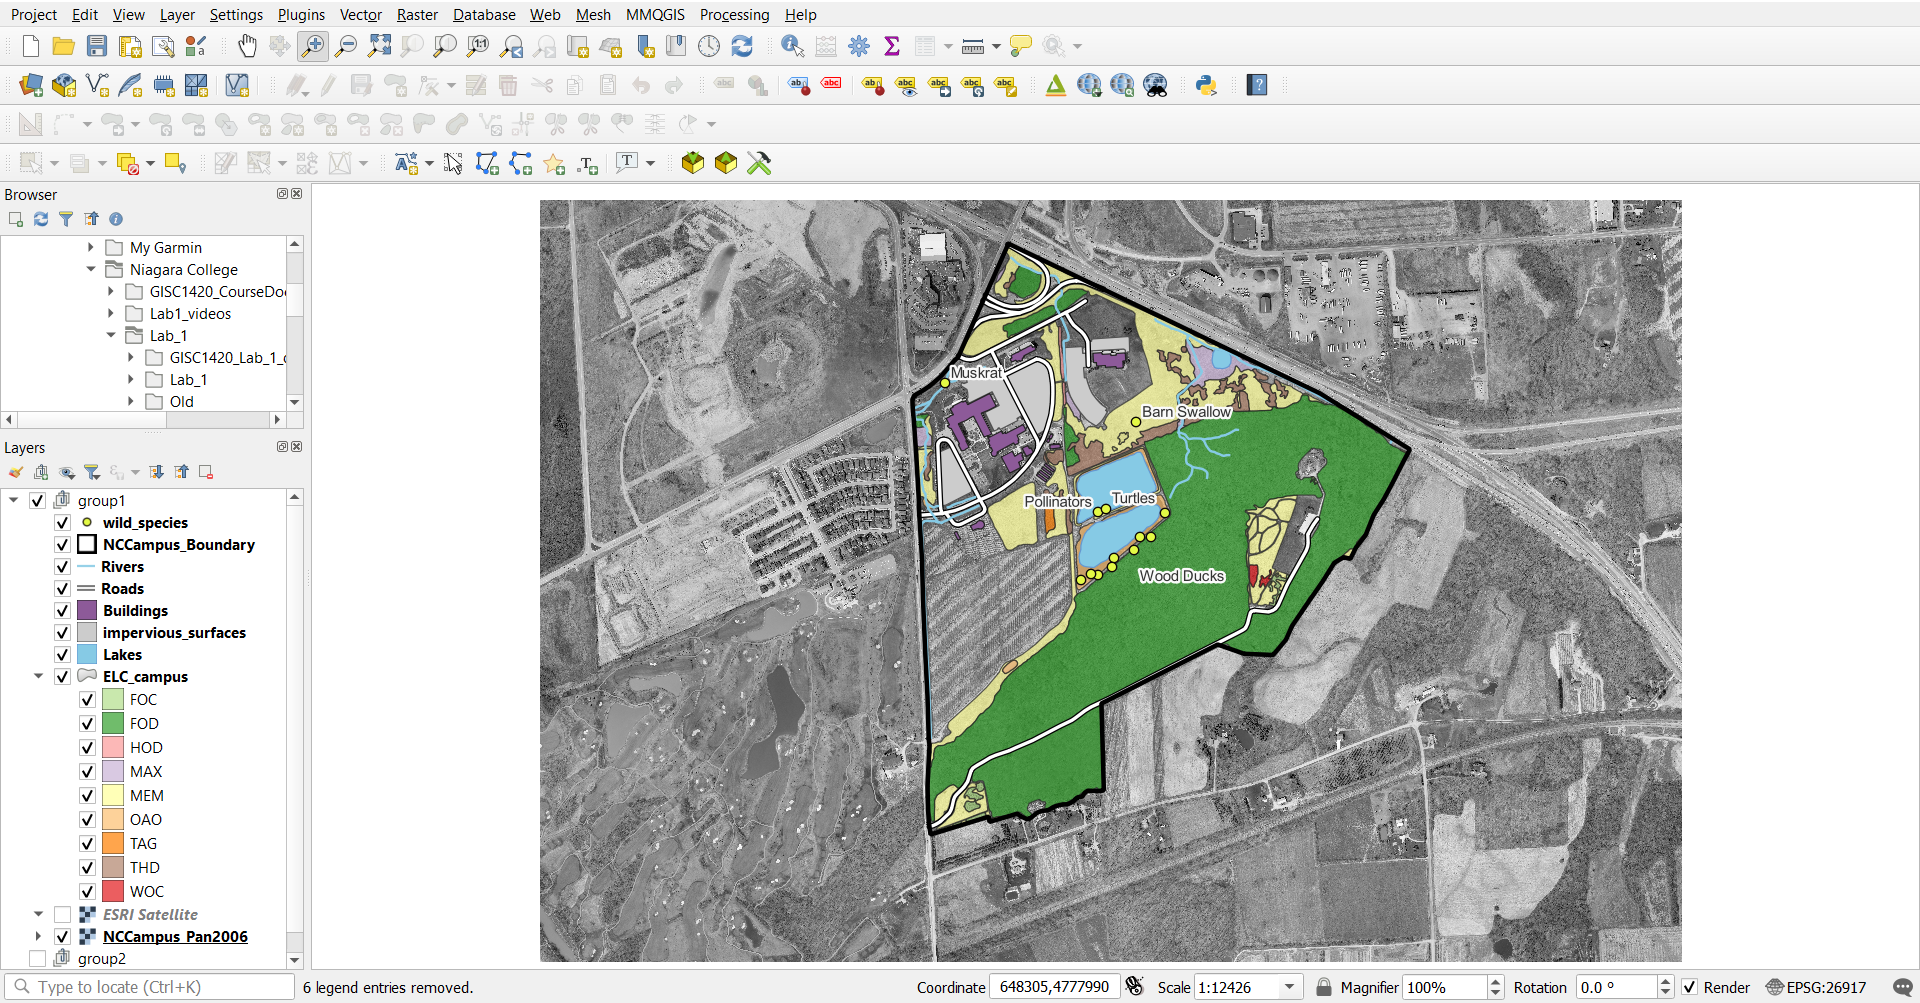 Project Edit View Layer Settings Plugins Vector Raster Database Web Mesh MMQGIS Processing Help
Browser
My Garmin
Niagara College
GISC1420_CourseDo
Lab1_videos
Lab_1
GISC1420_Lab_1_
Lab_1
Old
Layers
group1
wild_species
NCCampus_Boundary
Rivers
Roads
Buildings
impervious_surfaces
Lakes
ELC_campus
FOC
FOD
HOD
MAX
MEM
OAO
TAG
THD
WOC
ESRI Satellite
NCCampus_Pan2006
group2
Muskrat
Barn Swallow
Pollinators
Turtles
Wood Ducks
Type to locate (Ctrl+K) 6 legend entries removed. Coordinate 648305,4777990 Scale 1:12426 Magnifier 100% Rotation 0.0 ° Render EPSG:26917